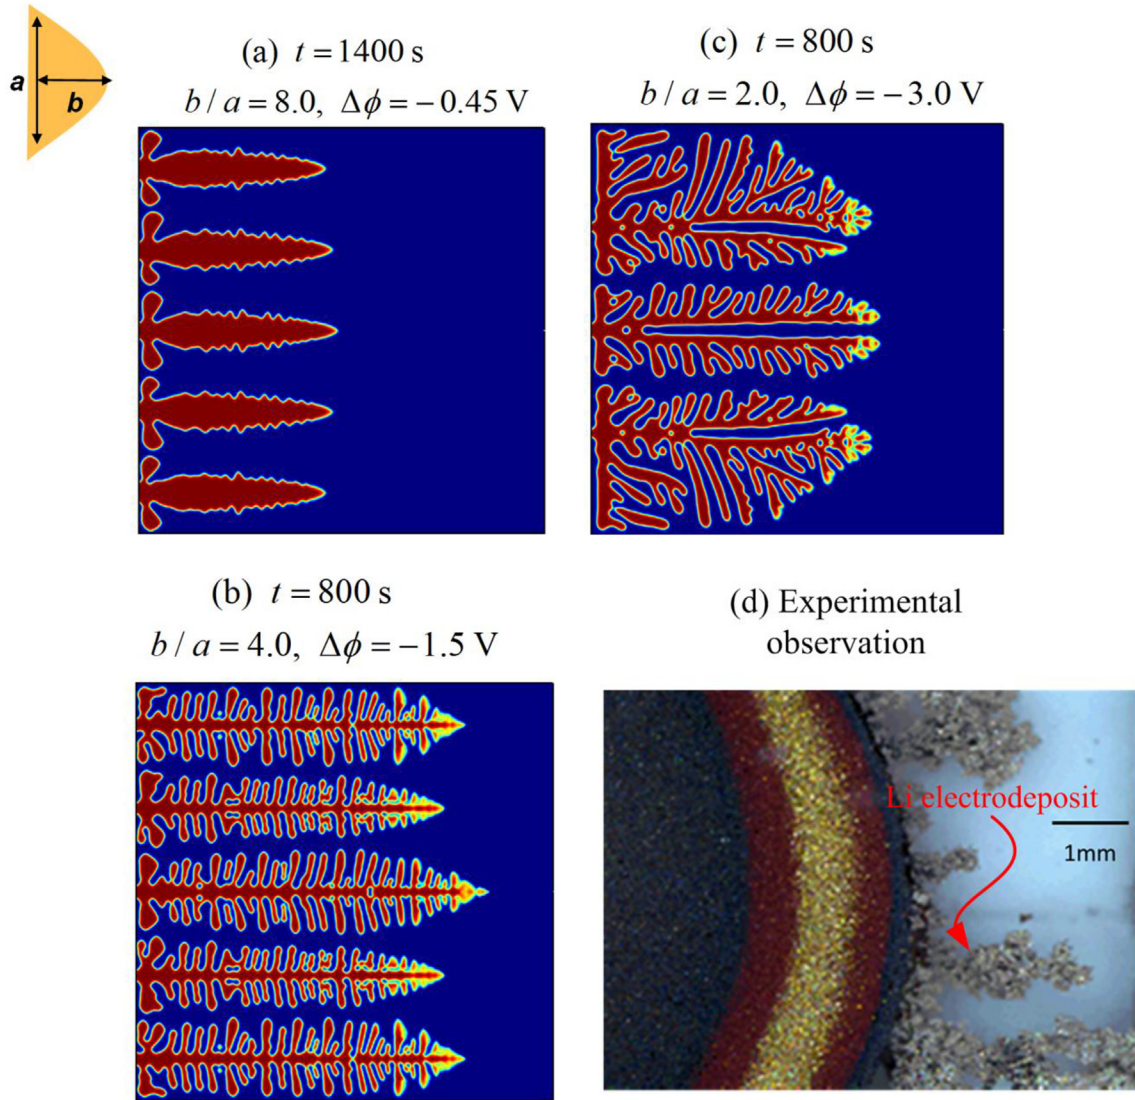 a
b
(a) t = 1400 s
b / a = 8.0, Δϕ = −0.45 V
(c) t = 800 s
b / a = 2.0, Δϕ = −3.0 V
(b) t = 800 s
b / a = 4.0, Δϕ = −1.5 V
(d) Experimental
observation
Li electrodeposit
1mm